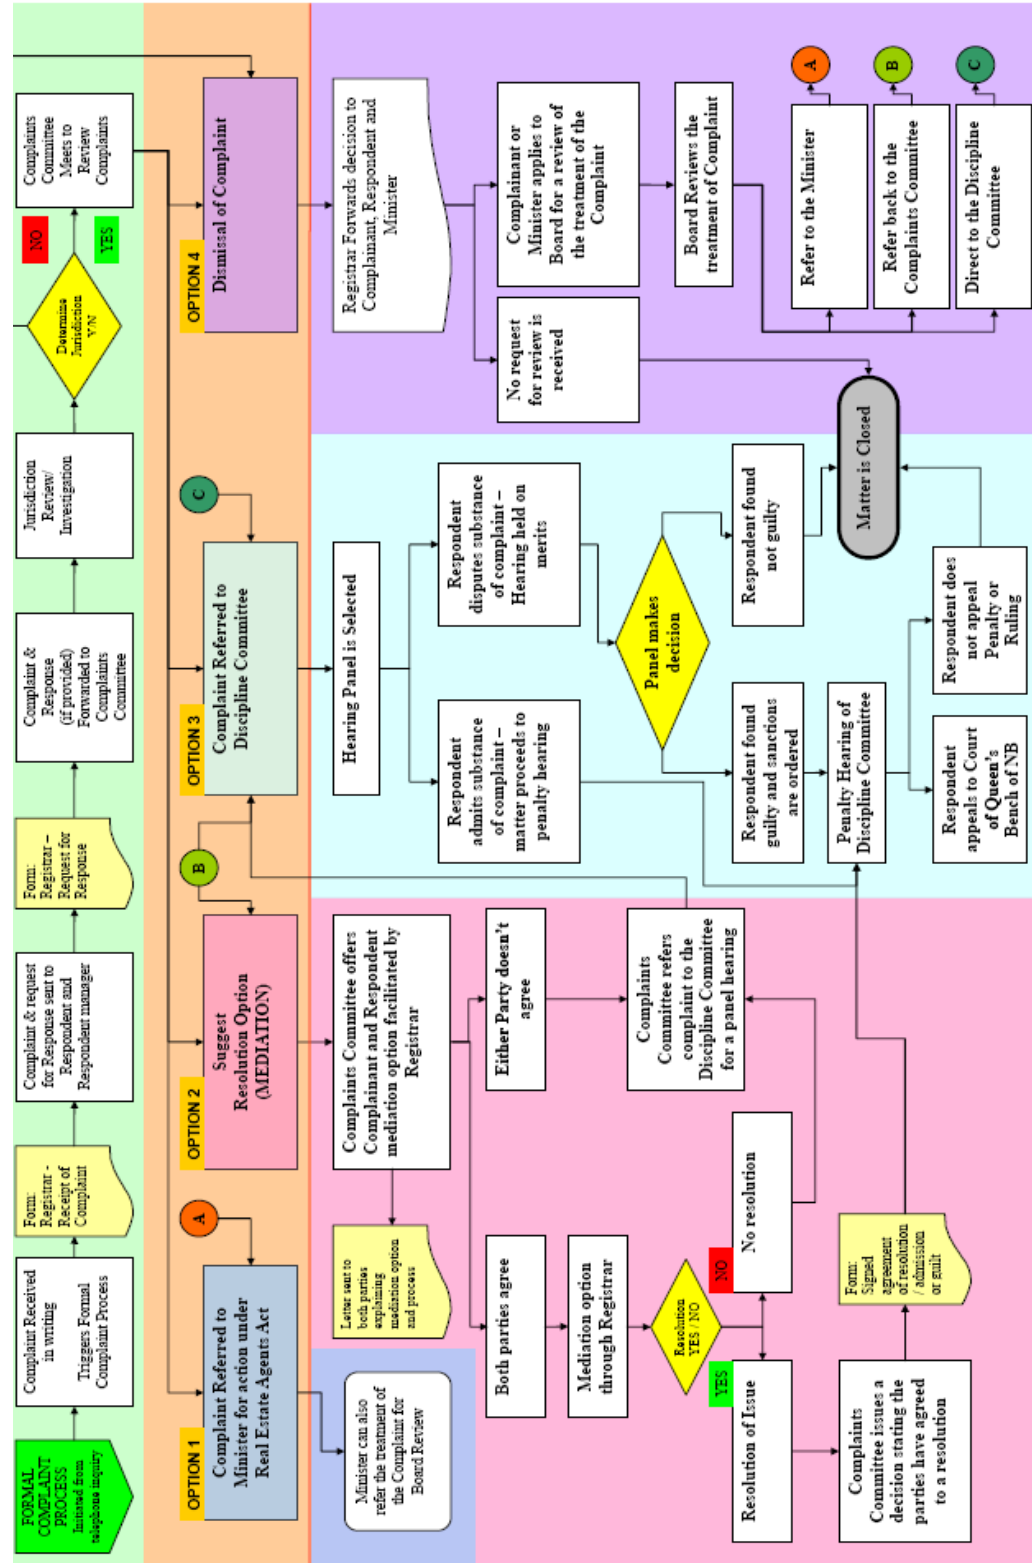 FORMAL
COMPLAINT
PROCESS
Initiated from
telephone inquiry
Complaint Received
in writing
Triggers Formal
Complaint Process
Form:
Registrar -
Receipt of
Complaint
Complaint & request
for Response sent to
Respondent and
Respondent manager
Form:
Registrar –
Request for
Response
Complaint &
Response
(if provided)
Forwarded to
Complaints
Committee
Jurisdiction
Review/
Investigation
Determine
Jurisdiction
Y/N
NO
YES
Complaints
Committee
Meets to
Review
Complaints
OPTION 1
Complaint Referred to
Minister for action under
Real Estate Agents Act
A
OPTION 2
Suggest
Resolution Option
(MEDIATION)
B
OPTION 3
Complaint Referred to
Discipline Committee
C
OPTION 4
Dismissal of Complaint
Minister can also
refer the treatment of
the Complaint for
Board Review
Letter sent to
both parties
explaining
mediation option
and process
Complaints Committee offers
Complainant and Respondent
mediation option facilitated by
Registrar
Both parties agree
Either Party doesn't
agree
Mediation option
through Registrar
Resolution
YES / NO
YES
NO
Resolution of Issue
No resolution
Complaints
Committee refers
complaint to the
Discipline Committee
for a panel hearing
Complaints
Committee issues a
decision stating the
parties have agreed
to a resolution
Form:
Signed
agreement
of resolution
/ admission
or guilt
Hearing Panel is Selected
Respondent
admits substance
of complaint –
matter proceeds to
penalty hearing
Respondent
disputes substance
of complaint –
Hearing held on
merits
Panel makes
decision
Respondent found
guilty and sanctions
are ordered
Respondent found
not guilty
Penalty Hearing of
Discipline Committee
Respondent
appeals to Court
of Queen's
Bench of NB
Respondent does
not appeal
Penalty or
Ruling
Matter is Closed
Registrar Forwards decision to
Complainant, Respondent and
Minister
No request
for review is
received
Complainant or
Minister applies to
Board for a review of
the treatment of the
Complaint
Board Reviews the
treatment of Complaint
Refer to the Minister
A
Refer back to the
Complaints Committee
B
Direct to the Discipline
Committee
C